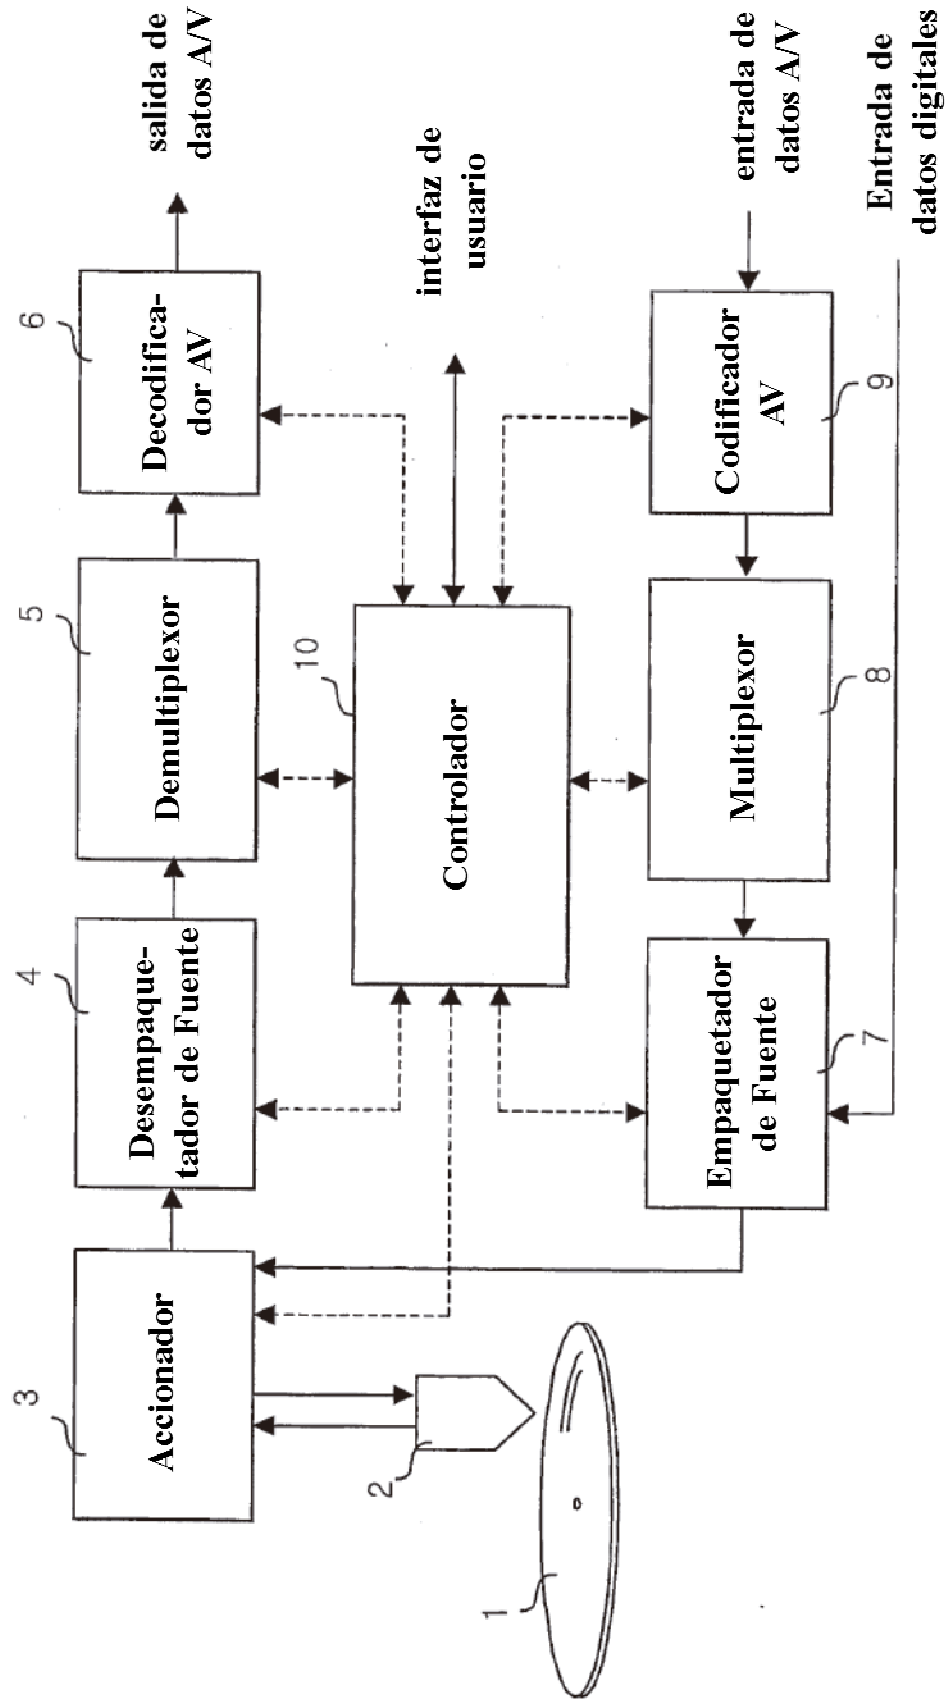 3
Accionador
4
Desempaque-
tador de Fuente
5
Demultiplexor
6
Decodifica-
dor AV
salida de
datos A/V
10
Controlador
interfaz de
usuario
2
1
Empaquetador
de Fuente
7
Multiplexor
8
Codificador
AV
9
entrada de
datos A/V
Entrada de
datos digitales